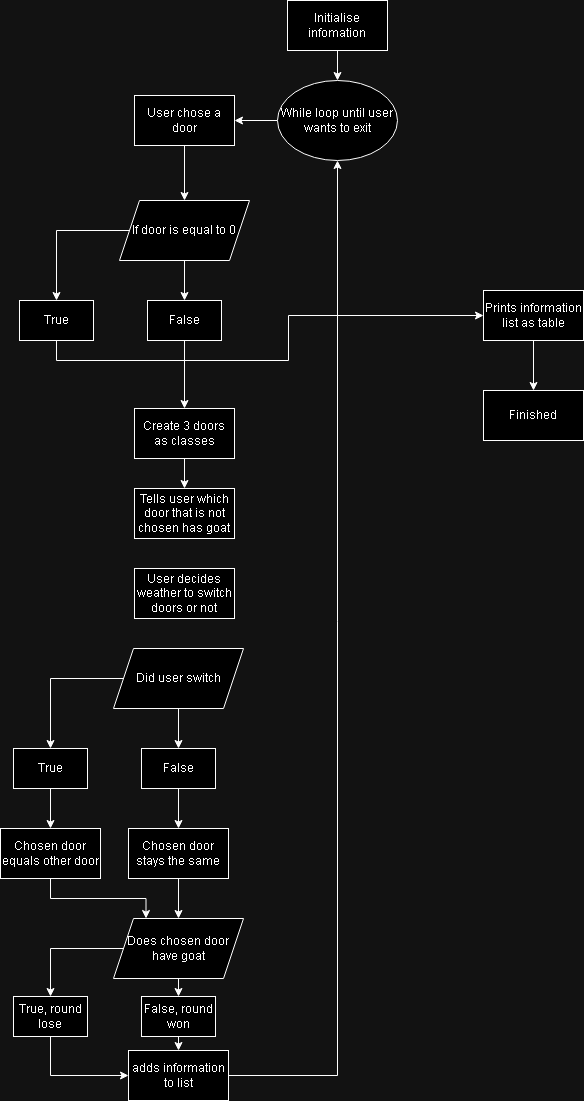 Initialise
infomation
While loop until user
wants to exit
User chose a
door
If door is equal to 0
True
False
Prints information
list as table
Finished
Create 3 doors
as classes
Tells user which
door that is not
chosen has goat
User decides
weather to switch
doors or not
Did user switch
True
False
Chosen door
equals other door
Chosen door
stays the same
Does chosen door
have goat
True, round
lose
False, round
won
adds information
to list